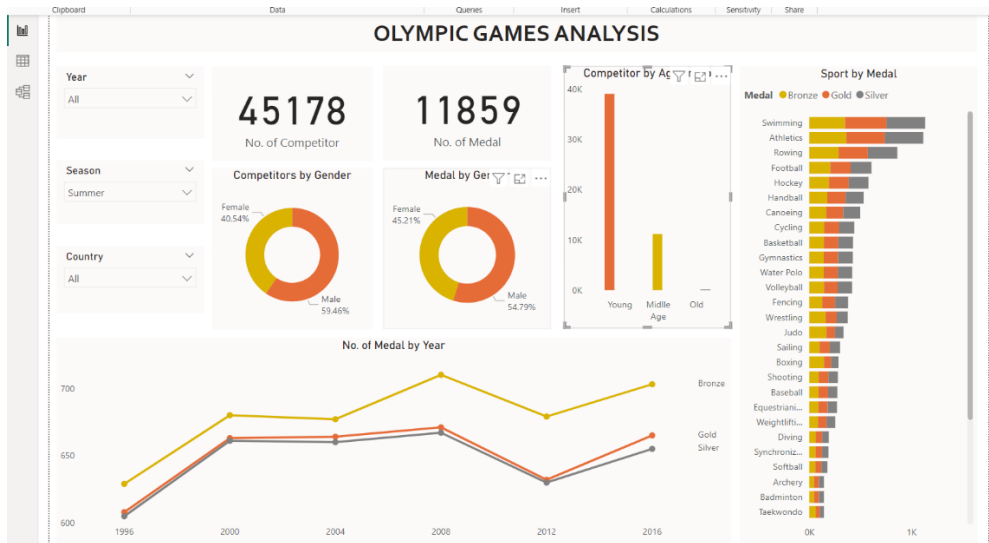 Clipboard
Data
Queries
Insert
Calculations
Sensitivity
Share
OLYMPIC GAMES ANALYSIS
Year
All
Season
Summer
Country
All
45178
No. of Competitor
11859
No. of Medal
Competitors by Gender
Female
40.54%
Male
59.46%
Medal by Ge
Female
45.21%
Male
54.79%
Competitor by Ag
40K
30K
20K
10K
0K
Young
Midlle
Age
Old
Sport by Medal
Medal Bronze Gold Silver
Swimming
Athletics
Rowing
Football
Hockey
Handball
Canoeing
Cycling
Basketball
Gymnastics
Water Polo
Volleyball
Fencing
Wrestling
Judo
Sailing
Boxing
Shooting
Baseball
Equestriani...
Weightlifti...
Diving
Synchroniz...
Softball
Archery
Badminton
Taekwondo
0K
1K
No. of Medal by Year
700
650
600
1996
2000
2004
2008
2012
2016
Bronze
Gold
Silver